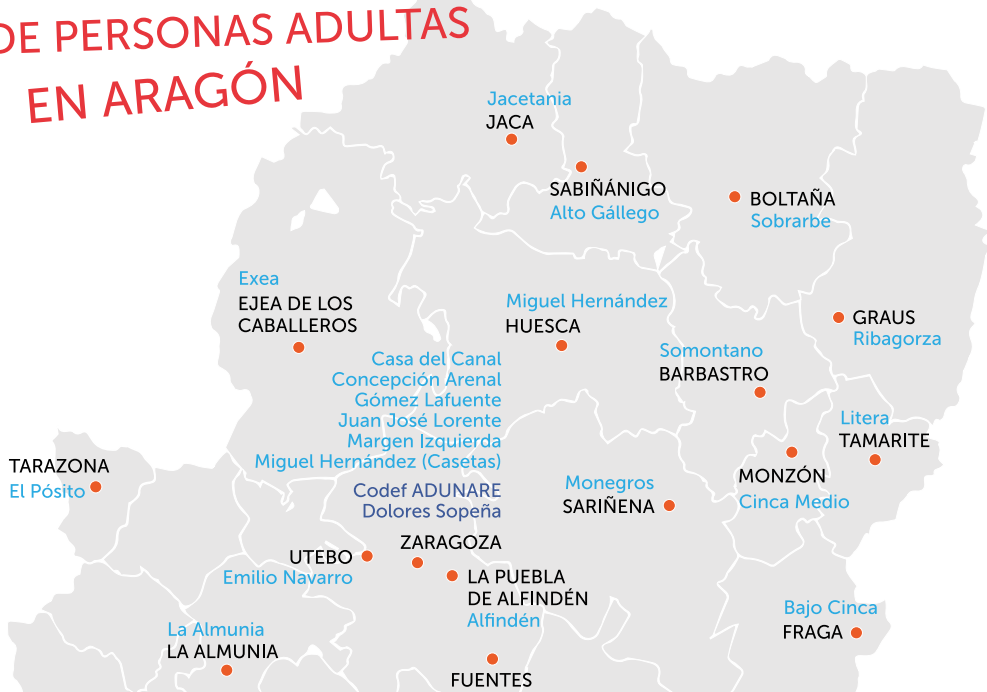 DE PERSONAS ADULTAS
EN ARAGÓN
Jacetania
JACA
SABIÑÁNIGO
Alto Gállego
BOLTAÑA
Sobrarbe
Exea
EJEA DE LOS
CABALLEROS
Miguel Hernández
HUESCA
GRAUS
Ribagorza
Somontano
BARBASTRO
Casa del Canal
Concepción Arenal
Gómez Lafuente
Juan José Lorente
Margen Izquierda
Miguel Hernández (Casetas)
Codef ADUNARE
Dolores Sopeña
ZARAGOZA
Litera
TAMARITE
TARAZONA
El Pósito
MONZÓN
Cinca Medio
Monegros
SARIÑENA
UTEBO
Emilio Navarro
LA PUEBLA
DE ALFINDÉN
Alfindén
Bajo Cinca
FRAGA
La Almunia
LA ALMUNIA
FUENTES